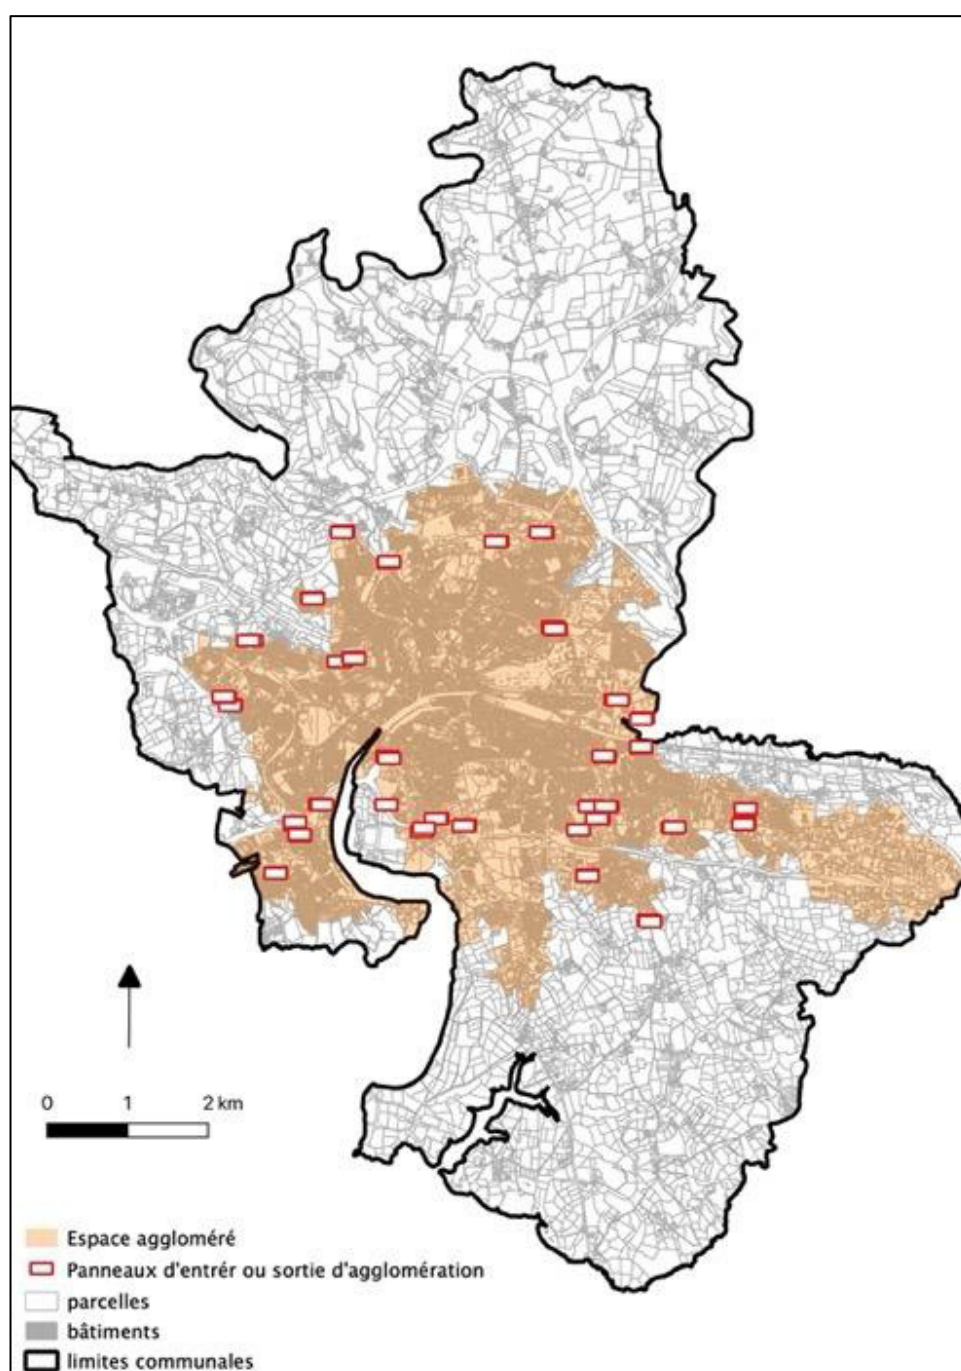 0 1 2 km
Espace aggloméré
Panneaux d'entrér ou sortie d'agglomération
parcelles
bâtiments
limites communales